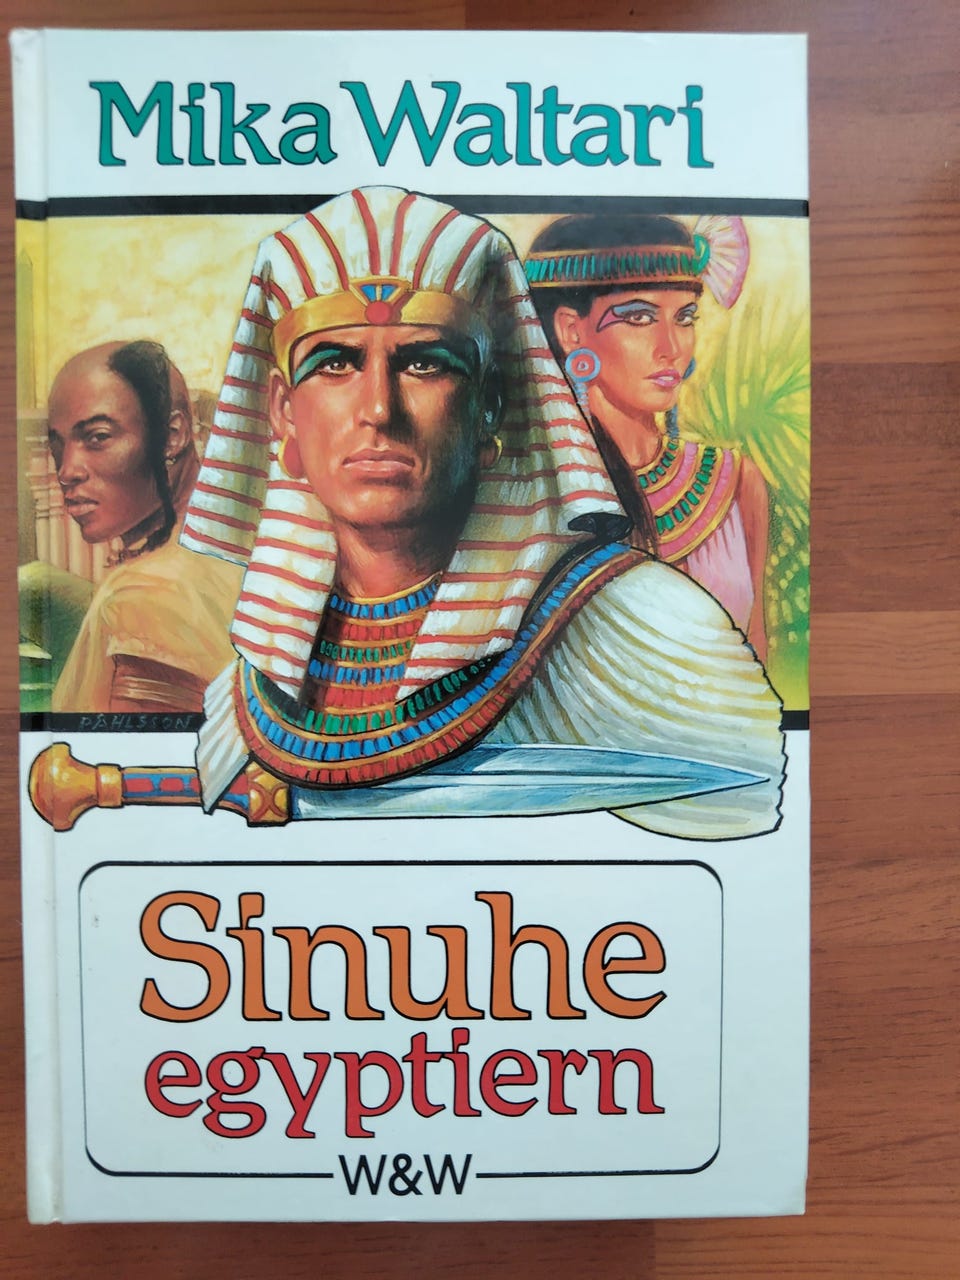 Mika Waltari
DAHLSSON
Sinuhe
egyptiern
W&W